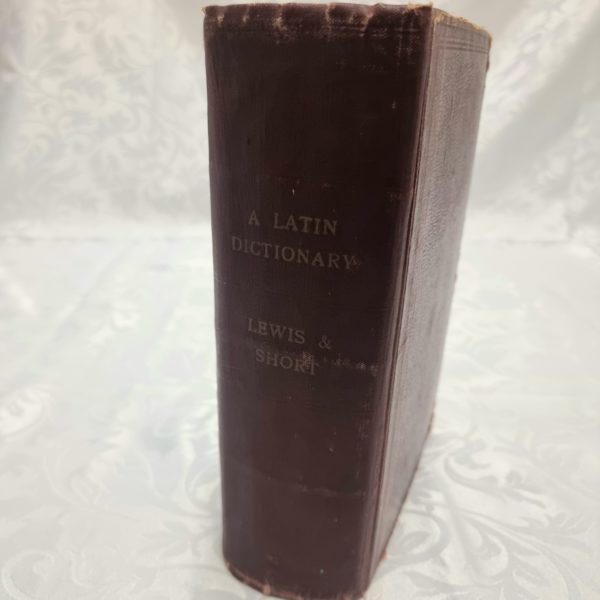 A LATIN
DICTIONARY
LEWIS &
SHORT